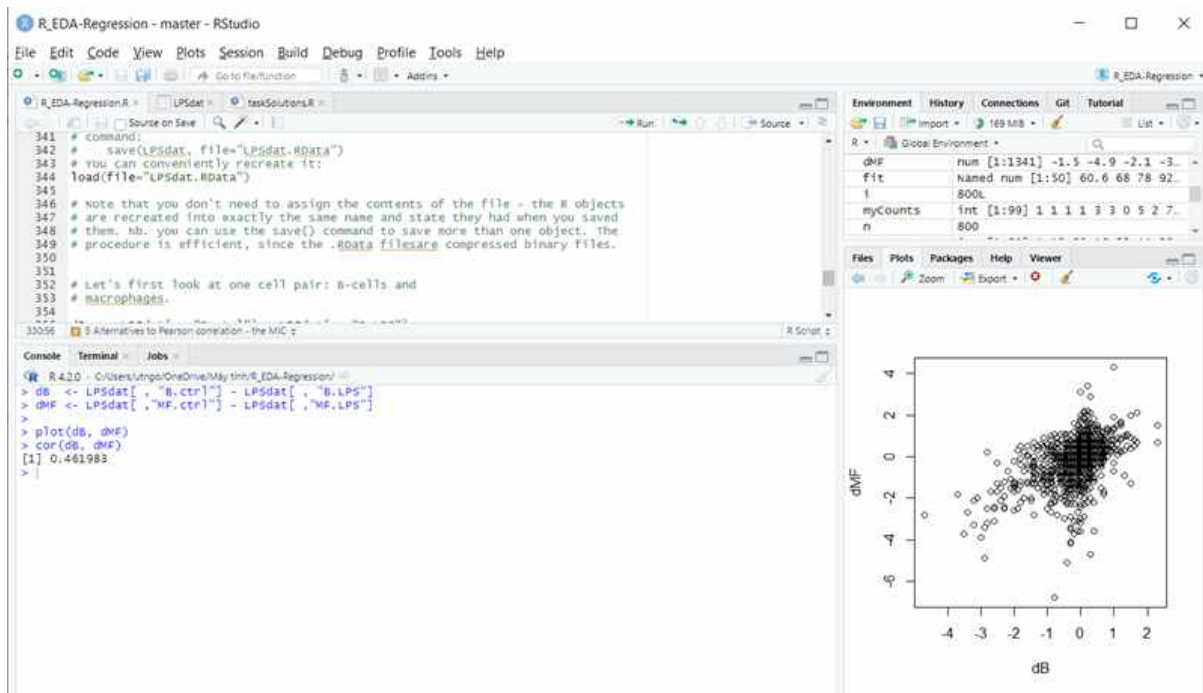 R_EDA-Regression - master - RStudio
File Edit Code View Plots Session Build Debug Profile Tools Help
Go to file/function Addins
R_EDA-Regression
R_EDA-Regression.R LPSdat taskSolutions.R
Source on Save Run Source
341 # command:
342 # save(LPSdat, file="LPSdat.RData")
343 # You can conveniently recreate it:
344 load(file="LPSdat.RData")
345
346 # Note that you don't need to assign the contents of the file - the R objects
347 # are recreated into exactly the same name and state they had when you saved
348 # them. Nb. you can use the save() command to save more than one object. The
349 # procedure is efficient, since the .RData filesare compressed binary files.
350
351
352 # Let's first look at one cell pair: B-cells and
353 # macrophages.
354
330:56 5 Alternatives to Pearson correlation - the MIC R Script
Console Terminal Jobs
R 4.2.0 · C:/Users/utngo/OneDrive/Máy tính/R_EDA-Regression/
> dB <- LPSdat[ , "B.ctrl"] - LPSdat[ , "B.LPS"]
> dMF <- LPSdat[ ,"MF.ctrl"] - LPSdat[ ,"MF.LPS"]
>
> plot(dB, dMF)
> cor(dB, dMF)
[1] 0.461983
>
Environment History Connections Git Tutorial
Import 169 MiB List
R Global Environment
dMF num [1:1341] -1.5 -4.9 -2.1 -3…
fit Named num [1:50] 60.6 68 78 92…
i 800L
myCounts int [1:99] 1 1 1 1 3 3 0 5 2 7…
n 800
Files Plots Packages Help Viewer
Zoom Export
4
2
0
-2
-4
-6
dMF
-4 -3 -2 -1 0 1 2
dB